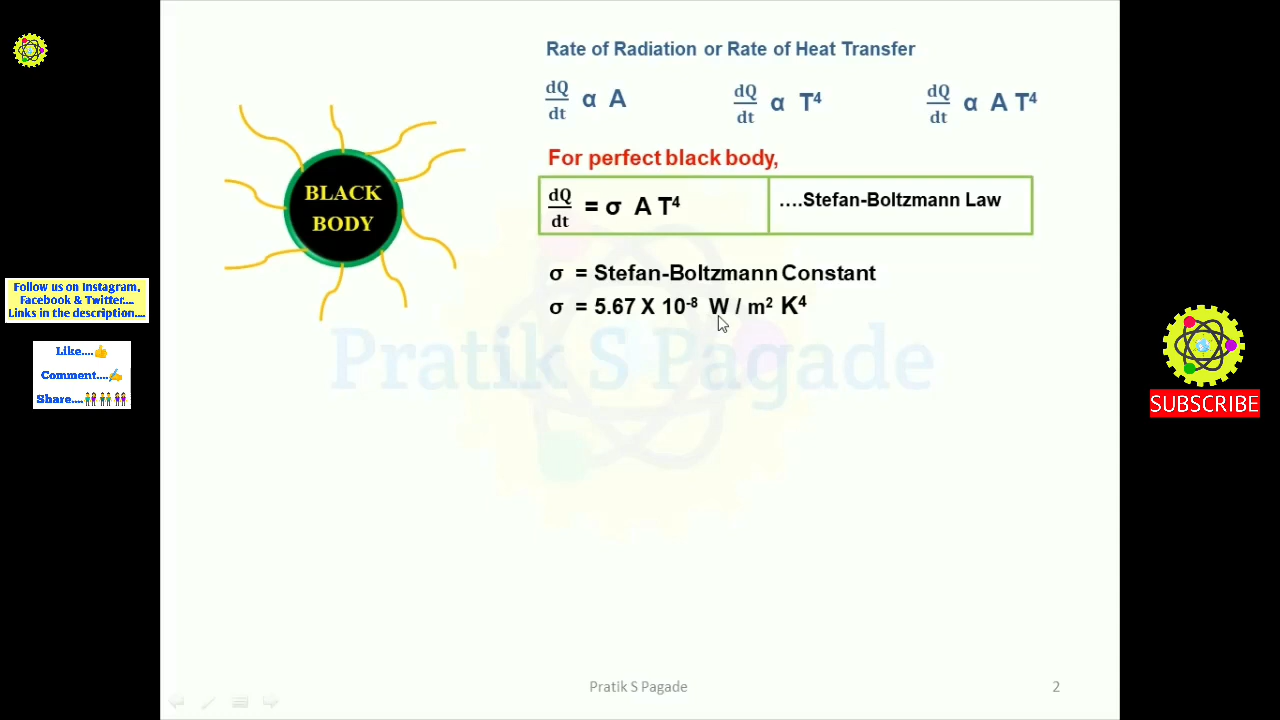 Rate of Radiation or Rate of Heat Transfer
dQ/dt α A
dQ/dt α T⁴
dQ/dt α A T⁴
BLACK
BODY
For perfect black body,
dQ/dt = σ A T⁴
....Stefan-Boltzmann Law
σ = Stefan-Boltzmann Constant
σ = 5.67 X 10⁻⁸ W / m² K⁴
Follow us on Instagram,
Facebook & Twitter....
Links in the description....
Like....👍
Comment....✍
Share....
Pratik S Pagade
SUBSCRIBE
Pratik S Pagade
2